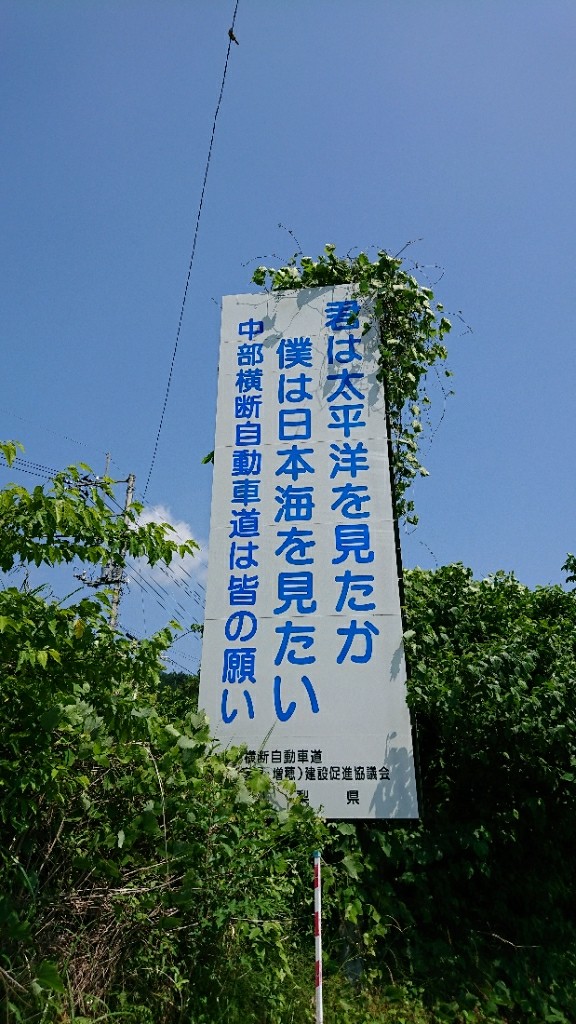 君は太平洋を見たか
僕は日本海を見たい
中部横断自動車道は皆の願い
横断自動車道
・増穂）建設促進協議会
梨県